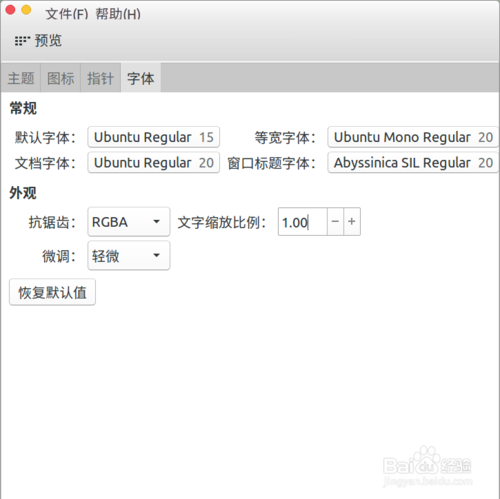 文件(F) 帮助(H)
预览
主题 图标 指针 字体
常规
默认字体： Ubuntu Regular 15 等宽字体： Ubuntu Mono Regular 20
文档字体： Ubuntu Regular 20 窗口标题字体： Abyssinica SIL Regular 20
外观
抗锯齿： RGBA 文字缩放比例： 1.00 − +
微调： 轻微
恢复默认值
Baidu 经验
jingyan.baidu.com